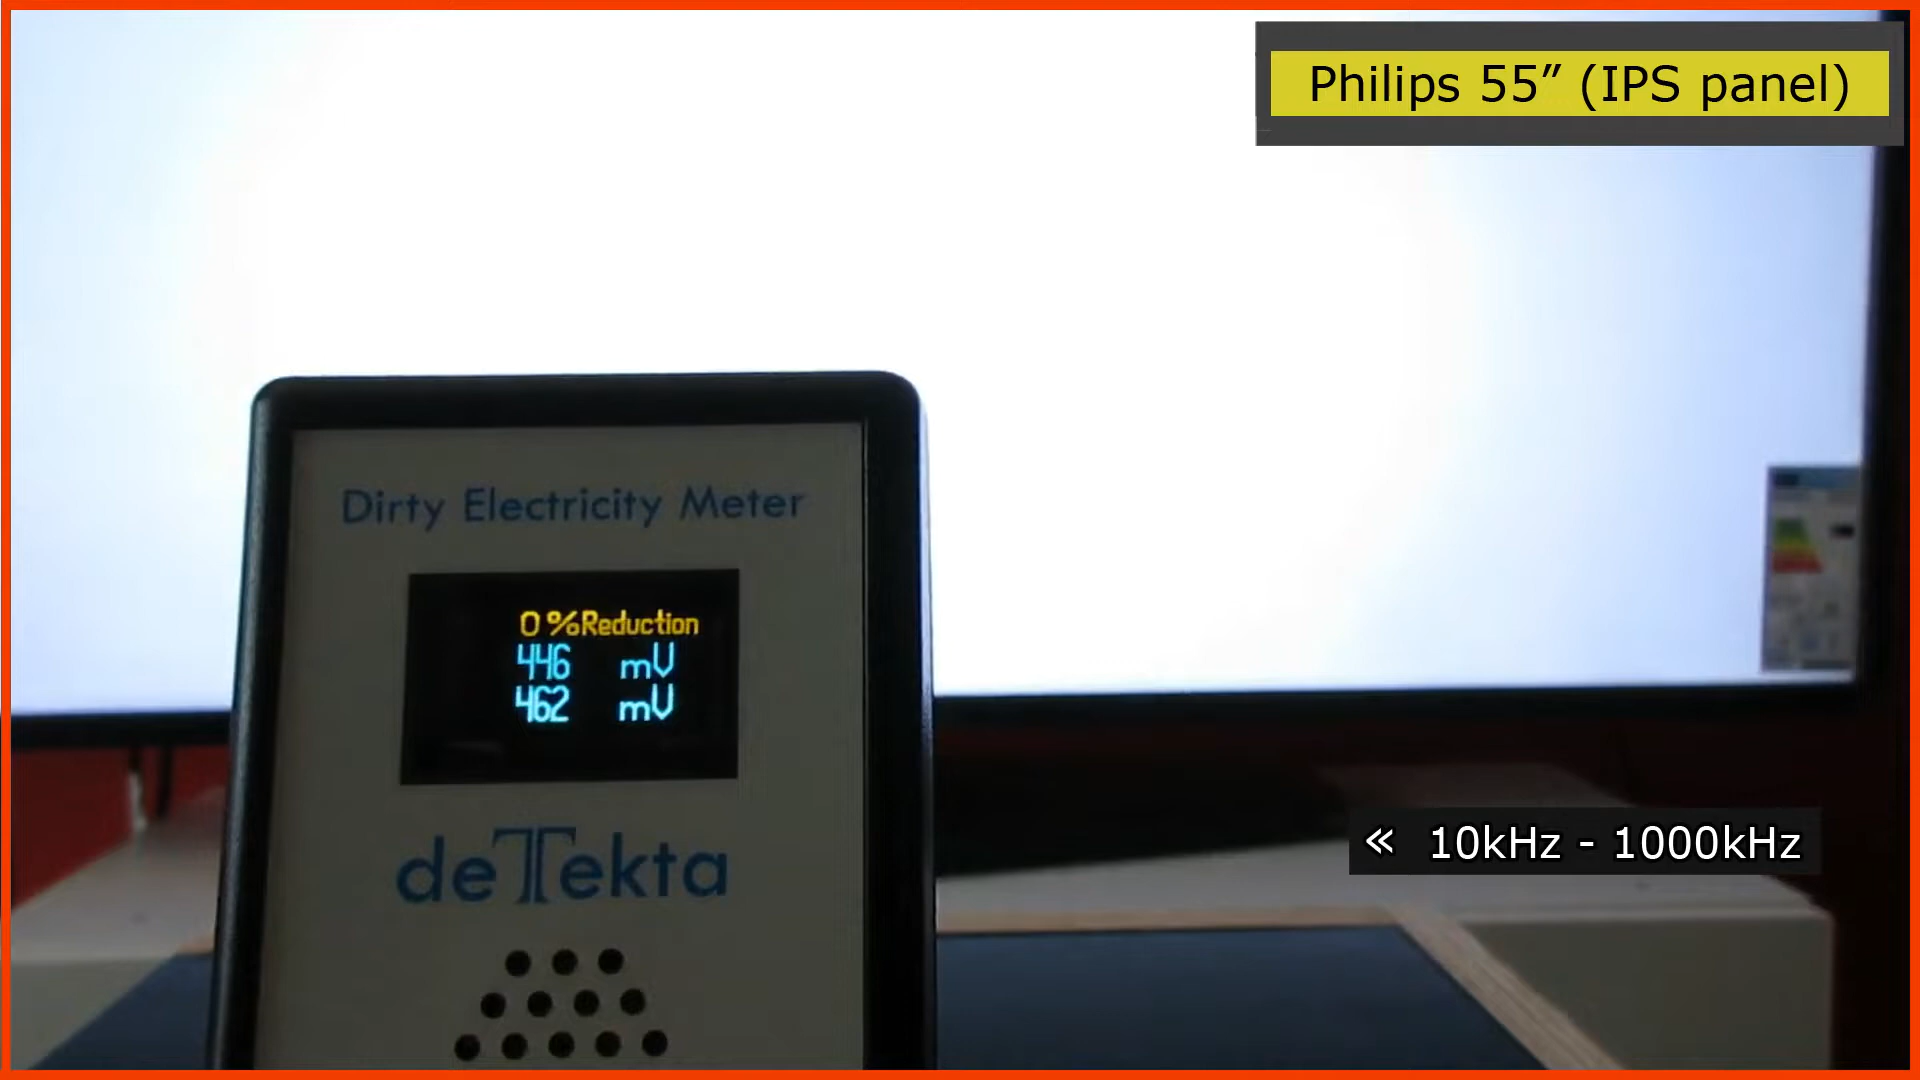 Philips 55” (IPS panel)
Dirty Electricity Meter
0 %Reduction
446 mV
462 mV
deTekta
« 10kHz - 1000kHz